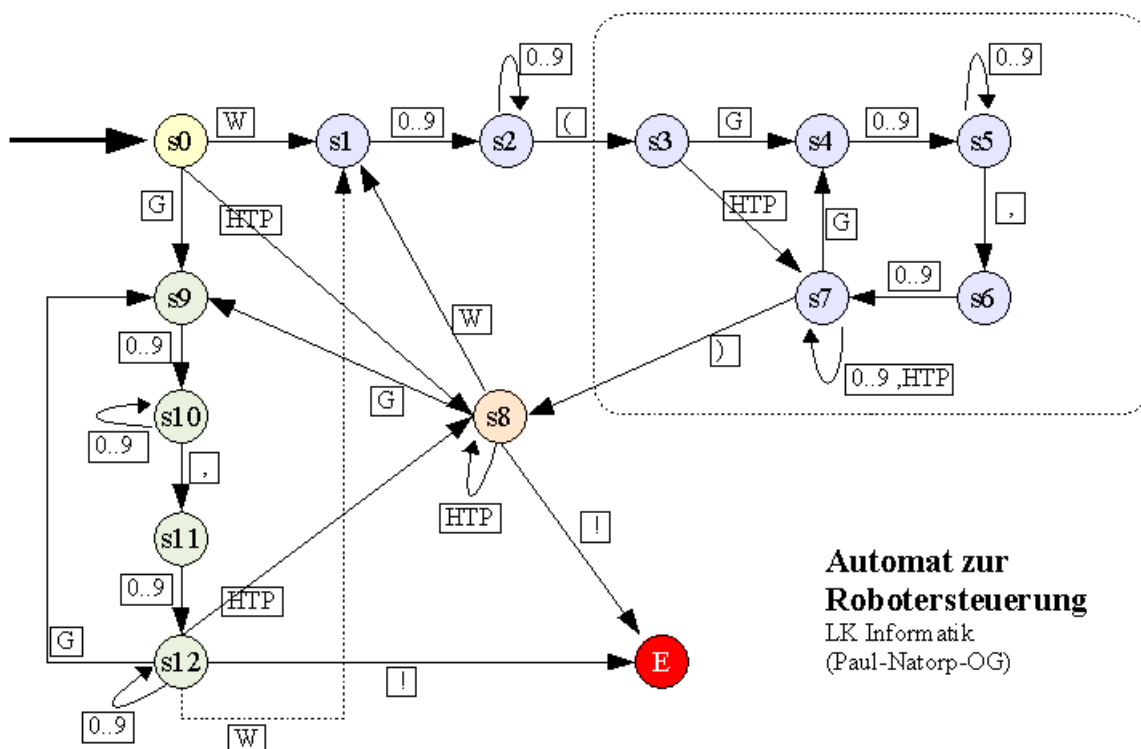 0..9
0..9
W
0..9
(
G
0..9
s0
s1
s2
s3
s4
s5
G
HTP
HTP
G
,
s9
0..9
s7
s6
0..9
W
)
G
0..9 ,HTP
s10
s8
0..9
,
HTP
!
s11
0..9
HTP
G
s12
!
E
0..9
W
Automat zur
Robotersteuerung
LK Informatik
(Paul-Natorp-OG)